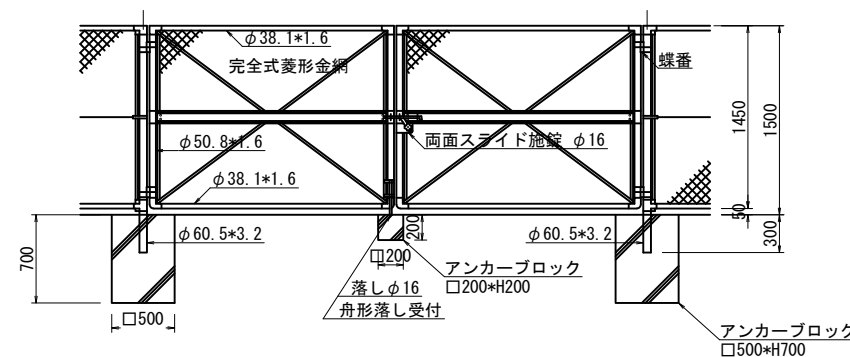 φ38.1*1.6
完全式菱形金網
蝶番
1450
1500
両面スライド施錠 φ16
φ50.8*1.6
φ38.1*1.6
50
300
200
φ60.5*3.2
φ60.5*3.2
700
□200
アンカーブロック
□200*H200
落しφ16
舟形落し受付
□500
アンカーブロック
□500*H700